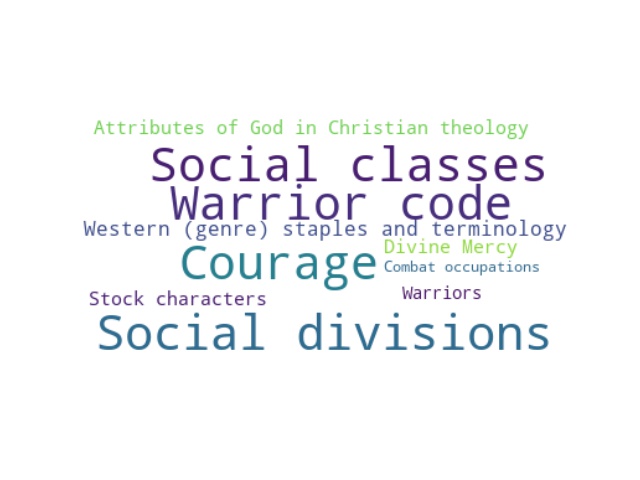 Attributes of God in Christian theology
Social classes
Warrior code
Western (genre) staples and terminology
Courage
Divine Mercy
Combat occupations
Stock characters
Warriors
Social divisions